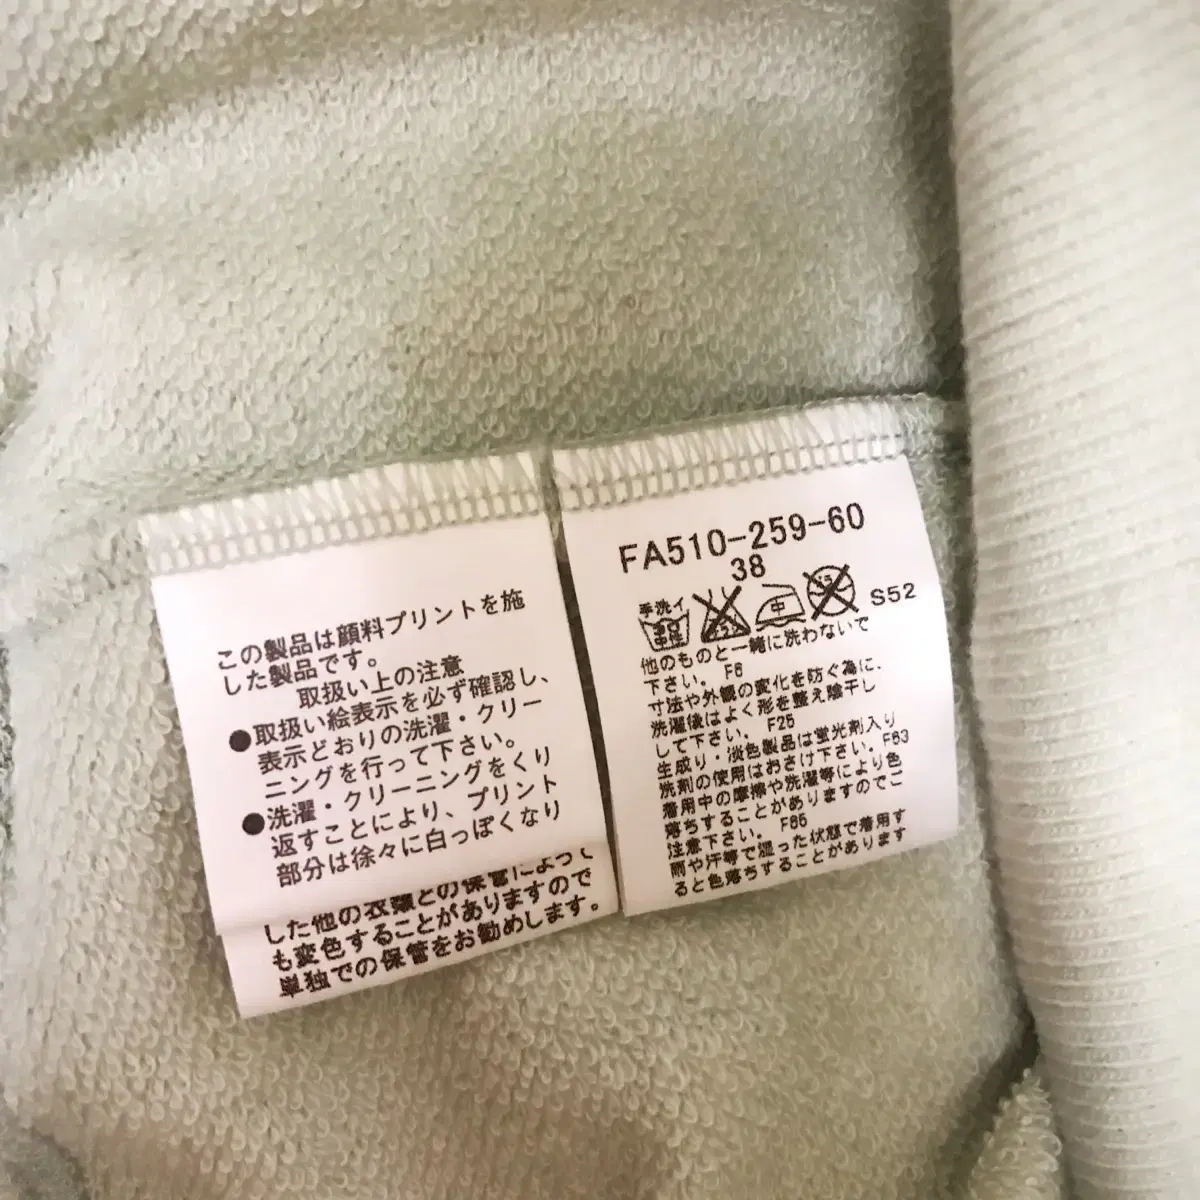 この製品は顔料プリントを施
した製品です。
取扱い上の注意
●取扱い絵表示を必ず確認し、
表示どおりの洗濯・クリー
ニングを行って下さい。
●洗濯・クリーニングをくり
返すことにより、プリント
部分は徐々に白っぽくなり
した他の衣類との保管によって
も変色することがありますので
単独での保管をお勧めします。
FA510-259-60
38
手洗イ
中性
中
S52
他のものと一緒に洗わないで
下さい。 F6
寸法や外観の変化を防ぐ為に、
洗濯後はよく形を整え陰干し
して下さい。 F25
生成り・淡色製品は蛍光剤入り
洗剤の使用はおさけ下さい。F63
着用中の摩擦や洗濯等により色
落ちすることがありますのでご
注意下さい。 F65
雨や汗等で湿った状態で着用す
ると色落ちすることがあります